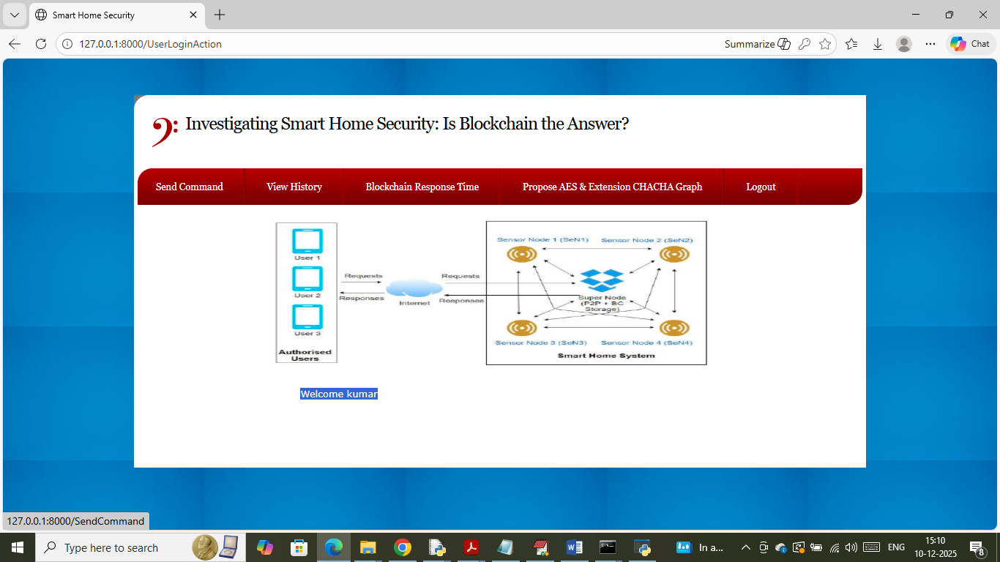 Smart Home Security
127.0.0.1:8000/UserLoginAction
Summarize
Chat
Investigating Smart Home Security: Is Blockchain the Answer?
Send Command
View History
Blockchain Response Time
Propose AES & Extension CHACHA Graph
Logout
User 1
User 2
User 3
Authorised
Users
Requests
Responses
Internet
Requests
Responses
Sensor Node 1 (SeN1)
Sensor Node 2 (SeN2)
Super Node
(P2P + BC
Storage)
Sensor Node 3 (SeN3)
Sensor Node 4 (SeN4)
Smart Home System
Welcome kumar
127.0.0.1:8000/SendCommand
Type here to search
In a...
ENG
15:10
10-12-2025
8